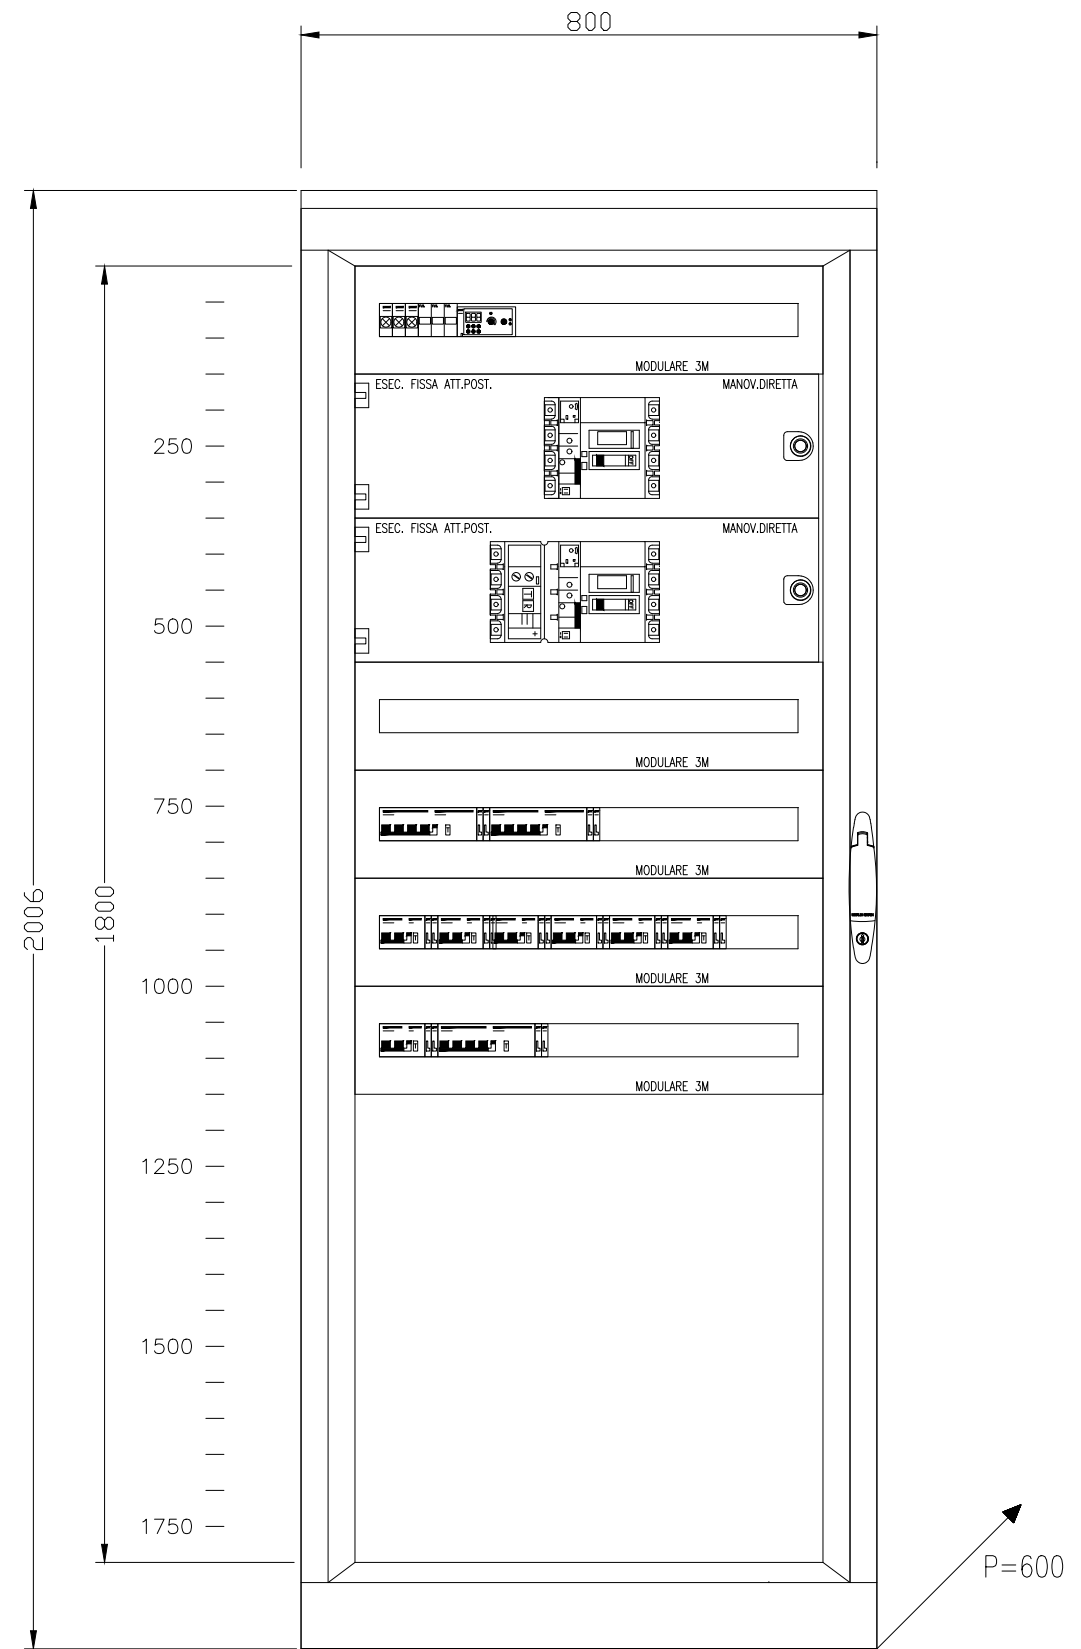 800
MODULARE 3M
ESEC. FISSA ATT.POST.
MANOV.DIRETTA
250
ESEC. FISSA ATT.POST.
MANOV.DIRETTA
500
MODULARE 3M
750
MODULARE 3M
2006
1800
MODULARE 3M
1000
MODULARE 3M
1250
1500
1750
P=600